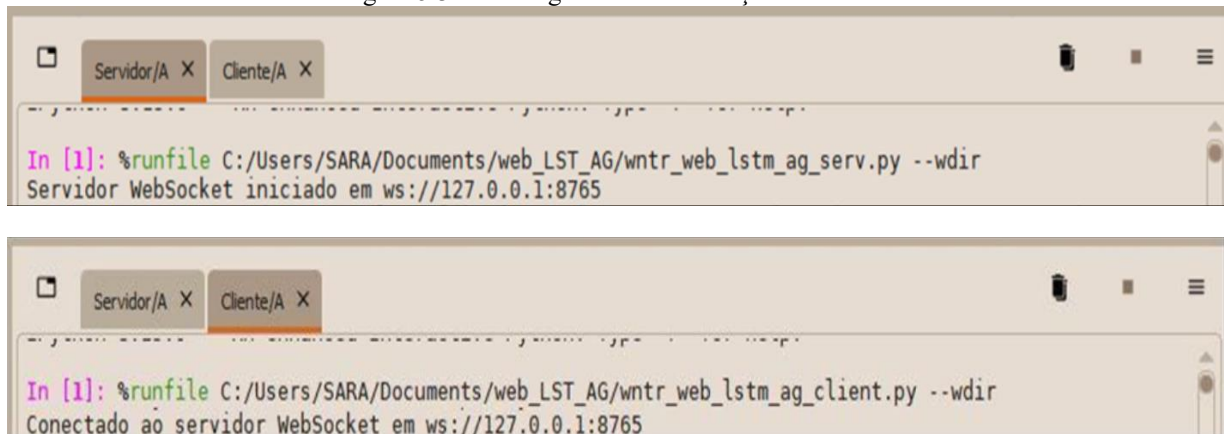 Servidor/A X Cliente/A X
In [1]: %runfile C:/Users/SARA/Documents/web_LST_AG/wntr_web_lstm_ag_serv.py --wdir
Servidor WebSocket iniciado em ws://127.0.0.1:8765
Servidor/A X Cliente/A X
In [1]: %runfile C:/Users/SARA/Documents/web_LST_AG/wntr_web_lstm_ag_client.py --wdir
Conectado ao servidor WebSocket em ws://127.0.0.1:8765